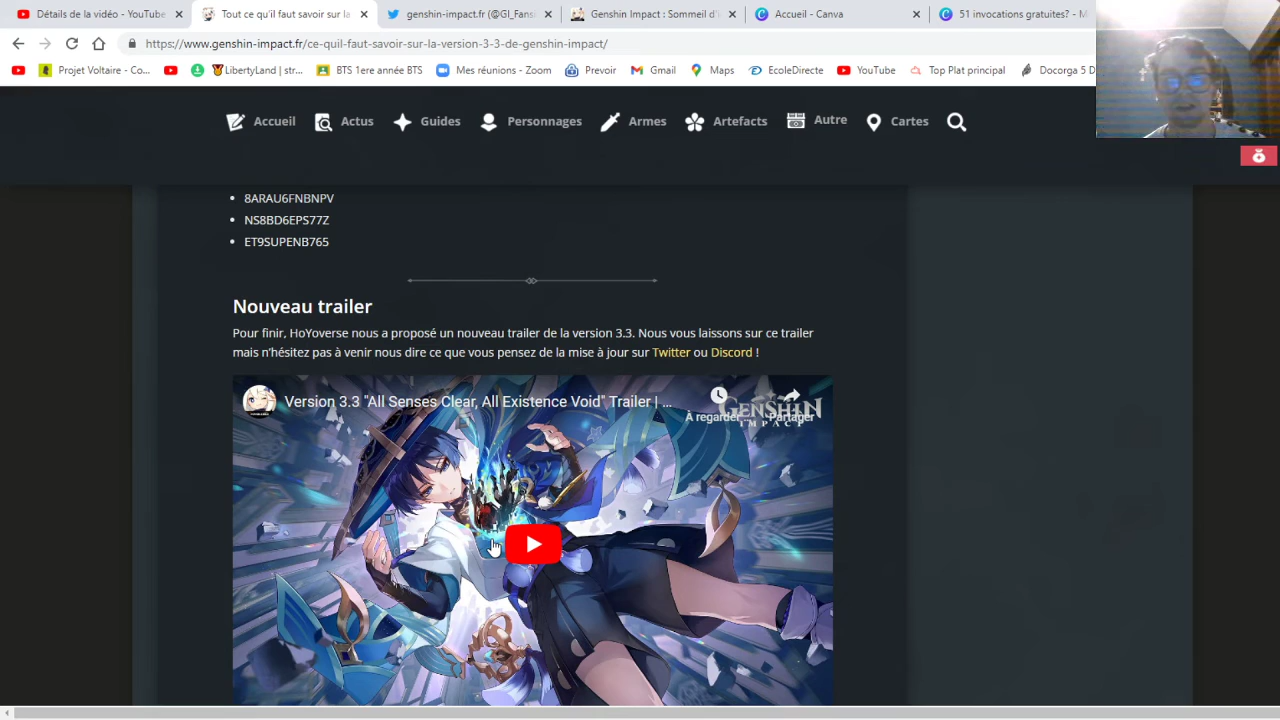 Détails de la vidéo - YouTube
Tout ce qu'il faut savoir sur la
genshin-impact.fr (@GI_Fansi
Genshin Impact : Sommeil d'
Accueil - Canva
51 invocations gratuites? - M
https://www.genshin-impact.fr/ce-quil-faut-savoir-sur-la-version-3-3-de-genshin-impact/
Projet Voltaire - Co...
LibertyLand | str...
BTS 1ere année BTS
Mes réunions - Zoom
Prevoir
Gmail
Maps
EcoleDirecte
YouTube
Top Plat principal
Docorga 5 D
Accueil
Actus
Guides
Personnages
Armes
Artefacts
Autre
Cartes
8ARAU6FNBNPV
NS8BD6EPS77Z
ET9SUPENB765
Nouveau trailer
Pour finir, HoYoverse nous a proposé un nouveau trailer de la version 3.3. Nous vous laissons sur ce trailer
mais n'hésitez pas à venir nous dire ce que vous pensez de la mise à jour sur Twitter ou Discord !
Version 3.3 "All Senses Clear, All Existence Void" Trailer | ...
À regarder ...
Partager
GENSHIN
IMPACT